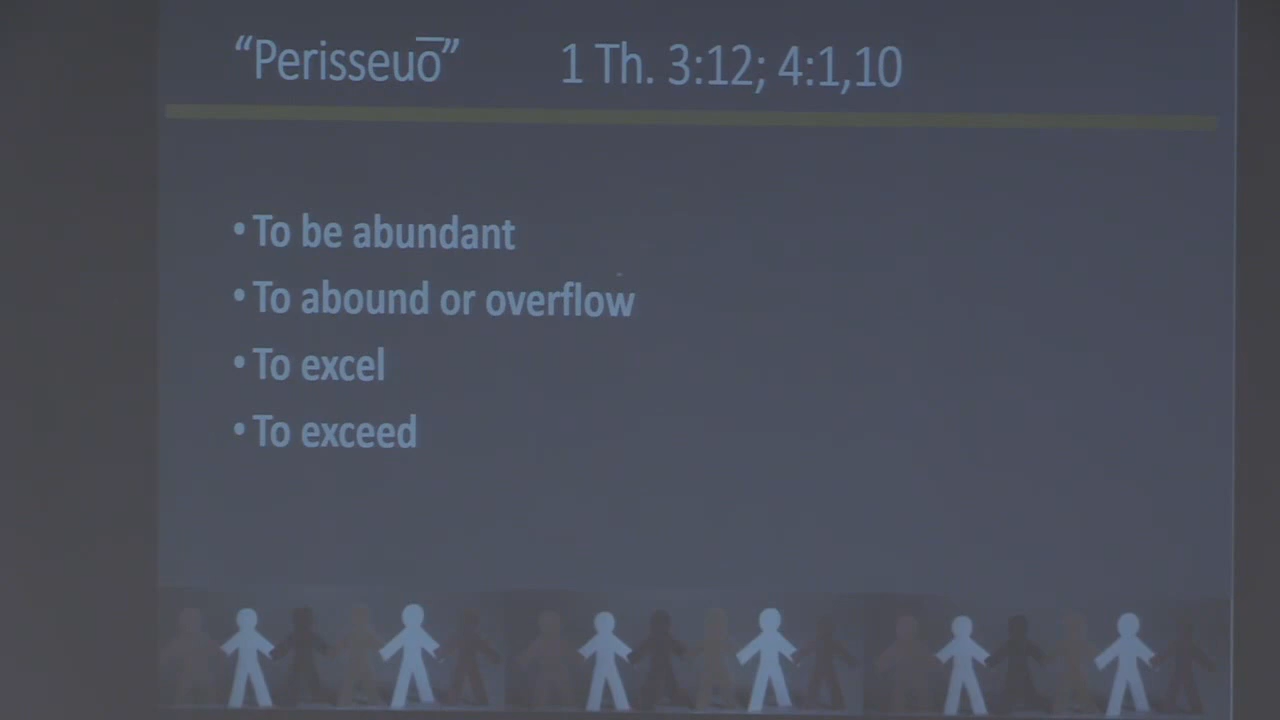 “Perisseuō” 1 Th. 3:12; 4:1,10
• To be abundant
• To abound or overflow
• To excel
• To exceed